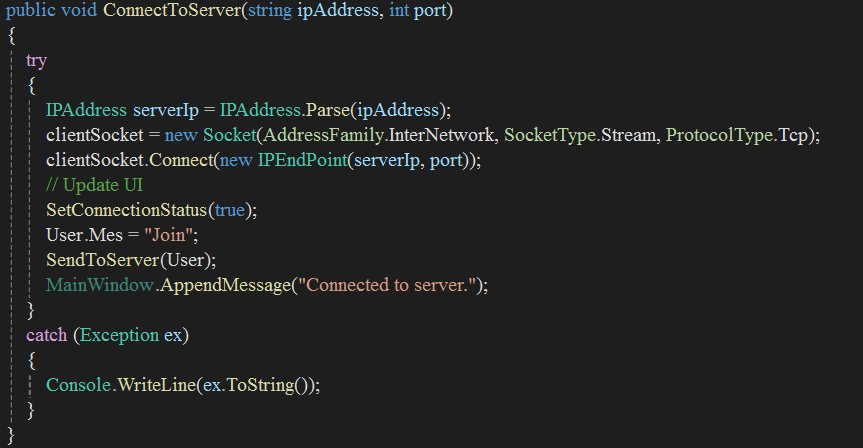 public void ConnectToServer(string ipAddress, int port)
{
try
{
IPAddress serverIp = IPAddress.Parse(ipAddress);
clientSocket = new Socket(AddressFamily.InterNetwork, SocketType.Stream, ProtocolType.Tcp);
clientSocket.Connect(new IPEndPoint(serverIp, port));
// Update UI
SetConnectionStatus(true);
User.Mes = "Join";
SendToServer(User);
MainWindow.AppendMessage("Connected to server.");
}
catch (Exception ex)
{
Console.WriteLine(ex.ToString());
}
}